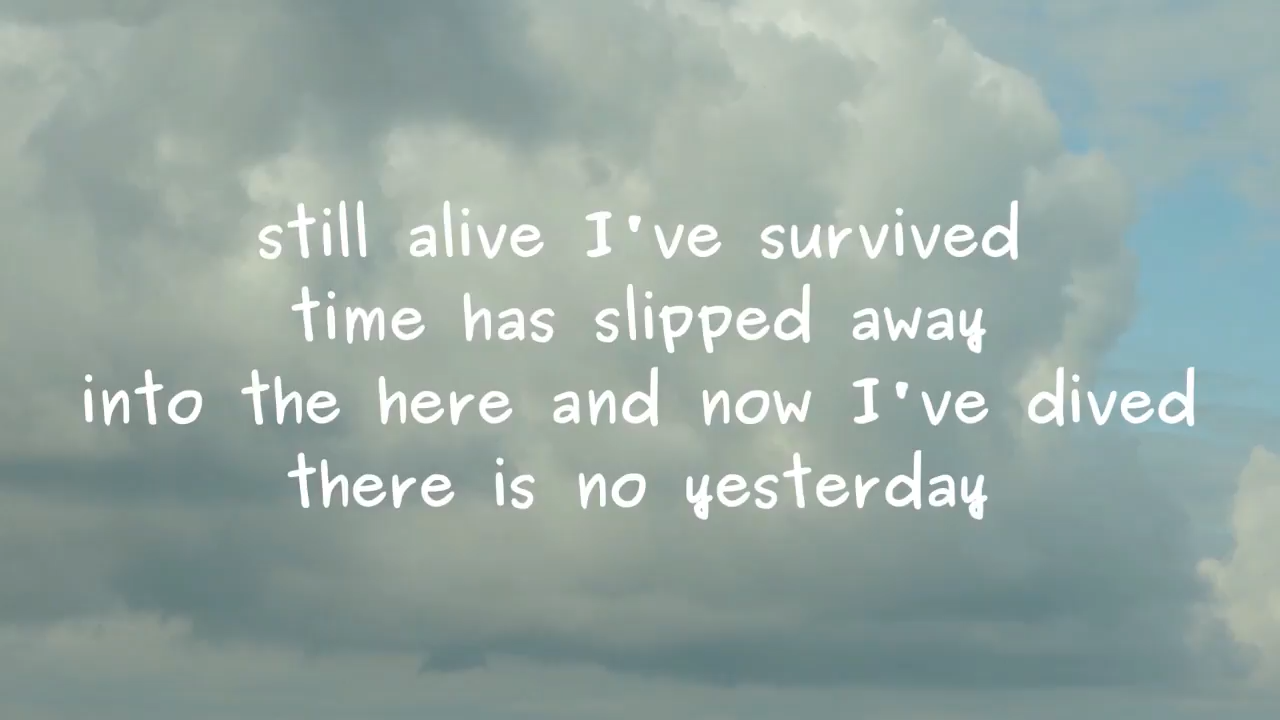 still alive I've survived
time has slipped away
into the here and now I've dived
there is no yesterday